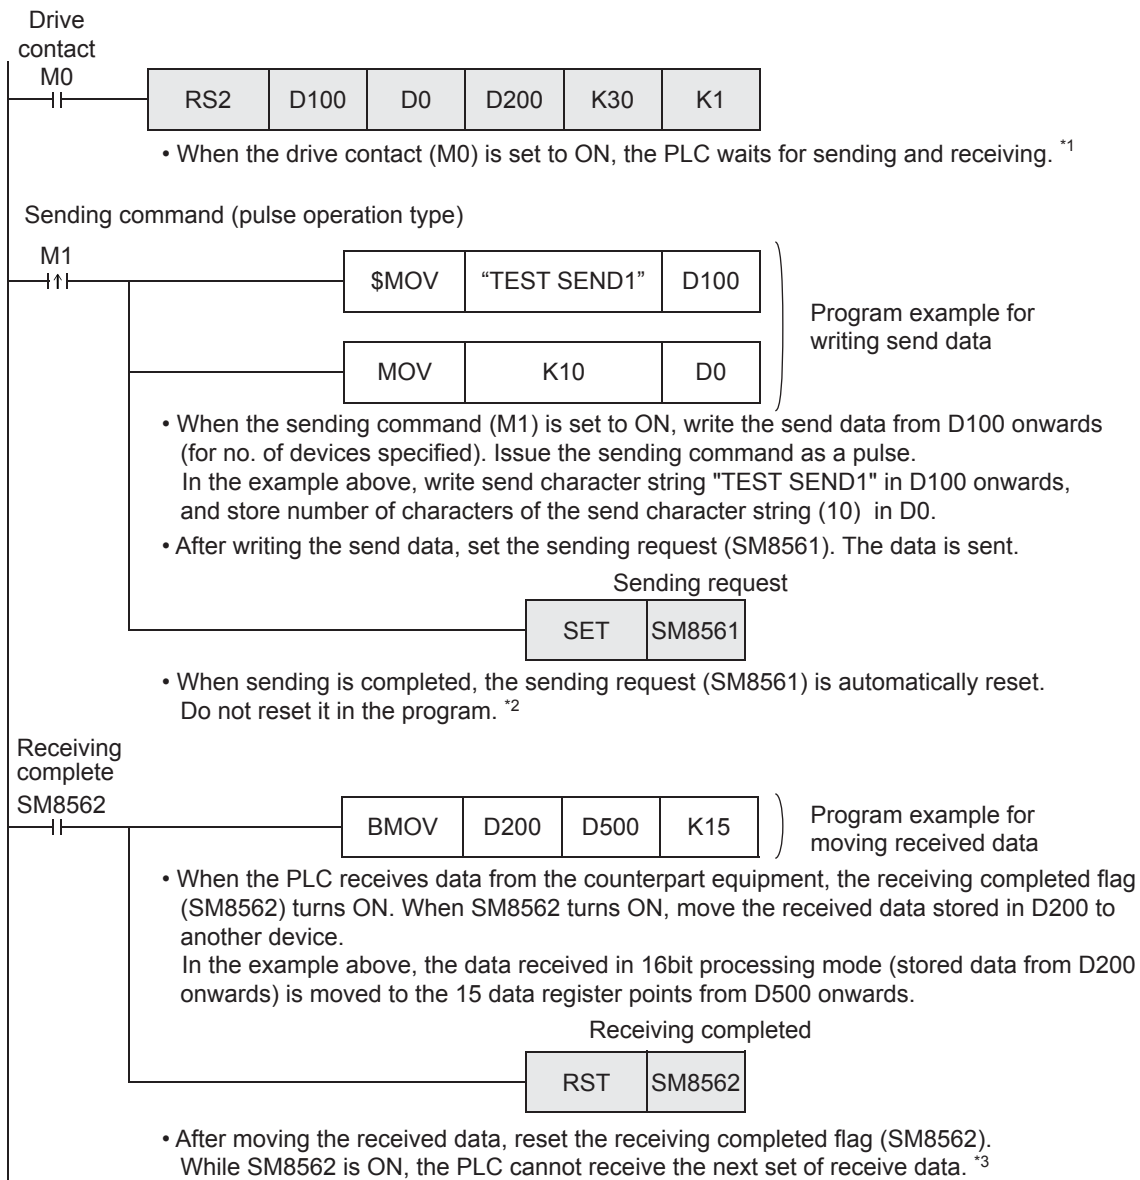 Drive
contact
M0
RS2 D100 D0 D200 K30 K1
• When the drive contact (M0) is set to ON, the PLC waits for sending and receiving. *1
Sending command (pulse operation type)
M1
$MOV “TEST SEND1” D100
Program example for
writing send data
MOV K10 D0
• When the sending command (M1) is set to ON, write the send data from D100 onwards
(for no. of devices specified). Issue the sending command as a pulse.
In the example above, write send character string "TEST SEND1" in D100 onwards,
and store number of characters of the send character string (10) in D0.
• After writing the send data, set the sending request (SM8561). The data is sent.
Sending request
SET SM8561
• When sending is completed, the sending request (SM8561) is automatically reset.
Do not reset it in the program. *2
Receiving
complete
SM8562
BMOV D200 D500 K15
Program example for
moving received data
• When the PLC receives data from the counterpart equipment, the receiving completed flag
(SM8562) turns ON. When SM8562 turns ON, move the received data stored in D200 to
another device.
In the example above, the data received in 16bit processing mode (stored data from D200
onwards) is moved to the 15 data register points from D500 onwards.
Receiving completed
RST SM8562
• After moving the received data, reset the receiving completed flag (SM8562).
While SM8562 is ON, the PLC cannot receive the next set of receive data. *3